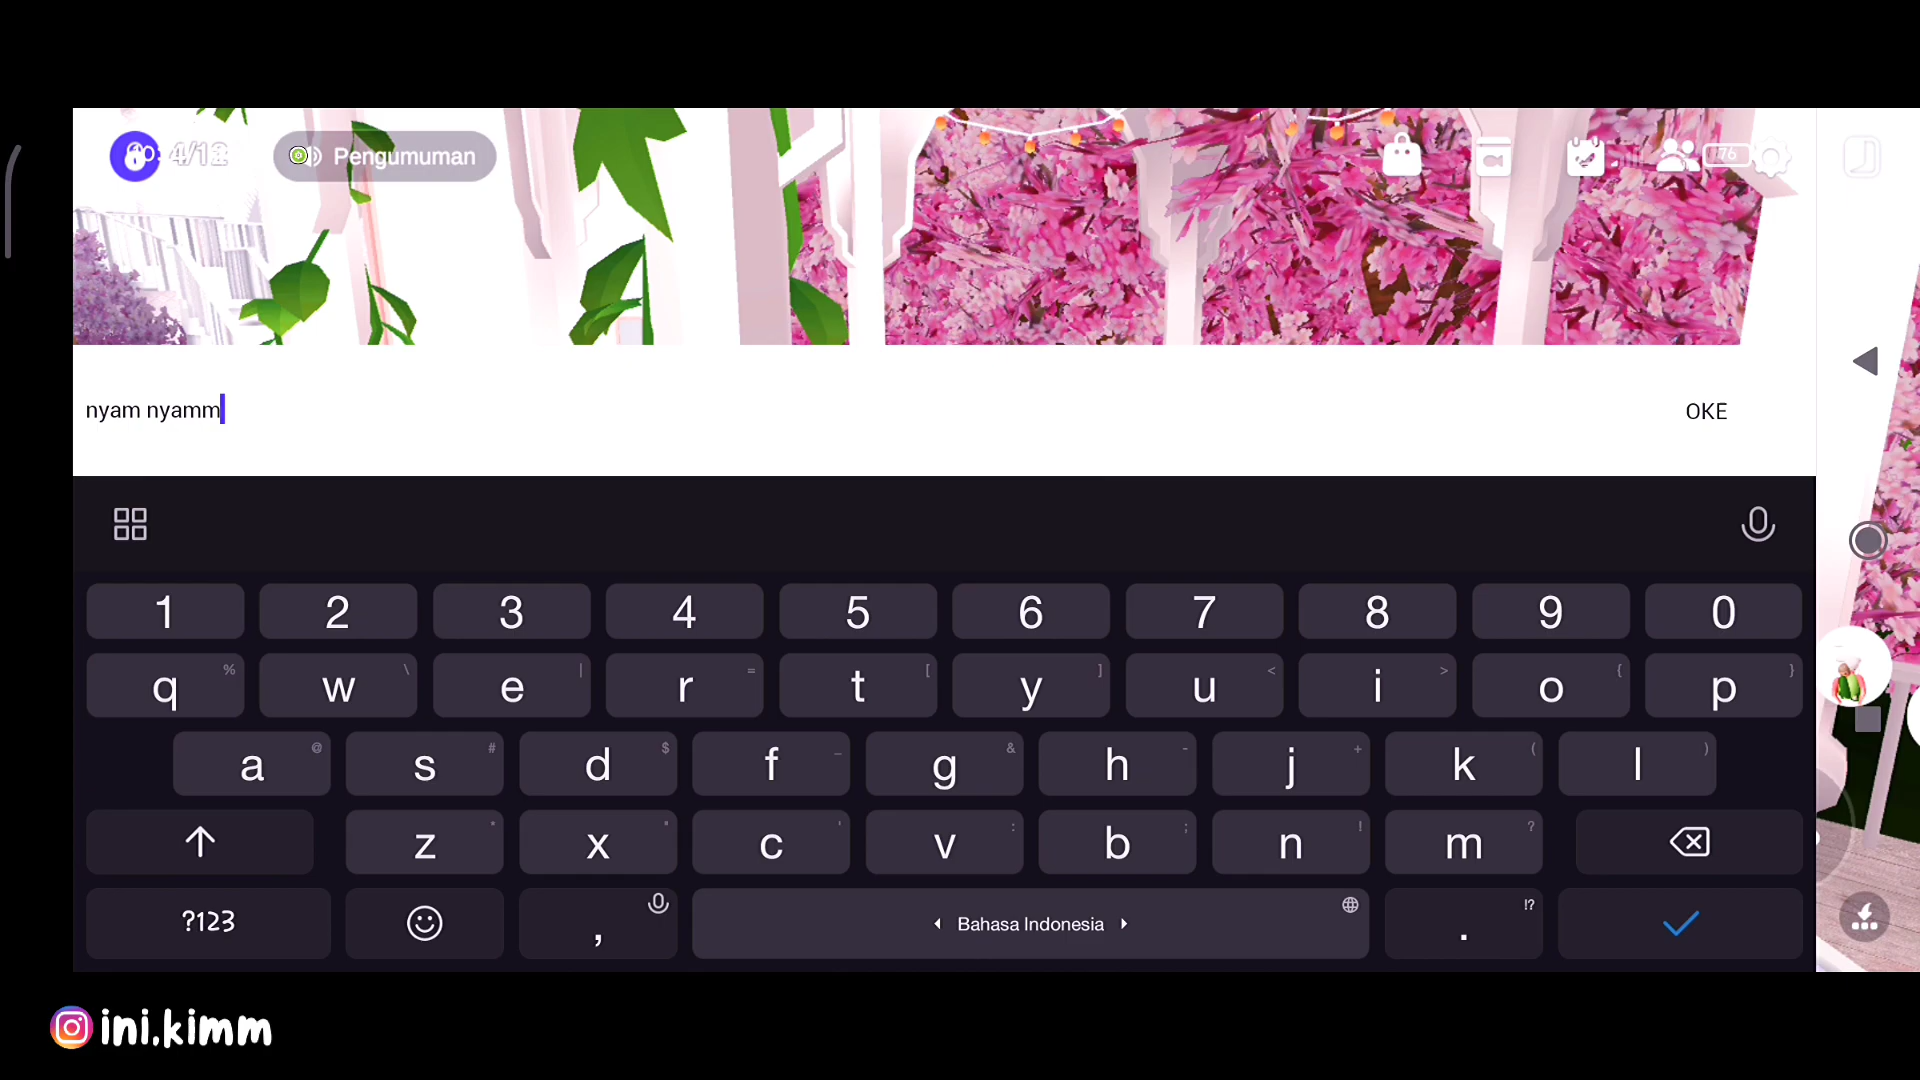 4/12
Pengumuman
76
nyam nyamm
OKE
1 2 3 4 5 6 7 8 9 0
q % w \ e | r = t [ y ] u < i > o { p }
a @ s # d $ f _ g & h - j + k ( l )
z * x " c ' v : b ; n ! m ?
?123 , Bahasa Indonesia . !?
ini.kimm